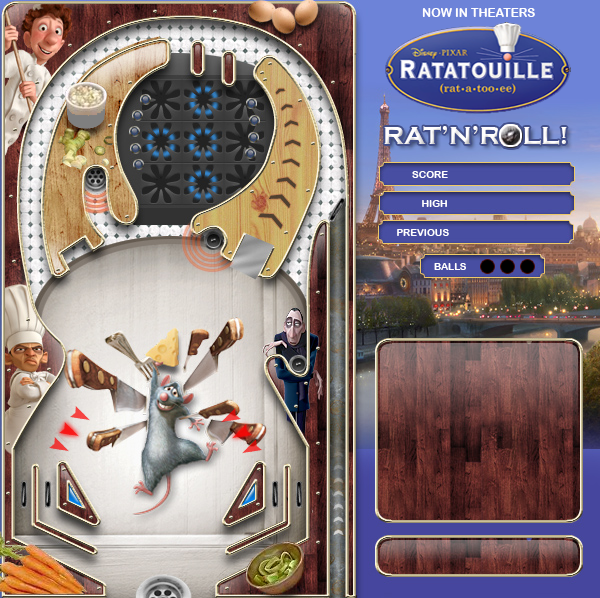 NOW IN THEATERS
Disney • PIXAR
RATATOUILLE
(rat•a•too•ee)
RAT'N'ROLL!
SCORE
HIGH
PREVIOUS
BALLS